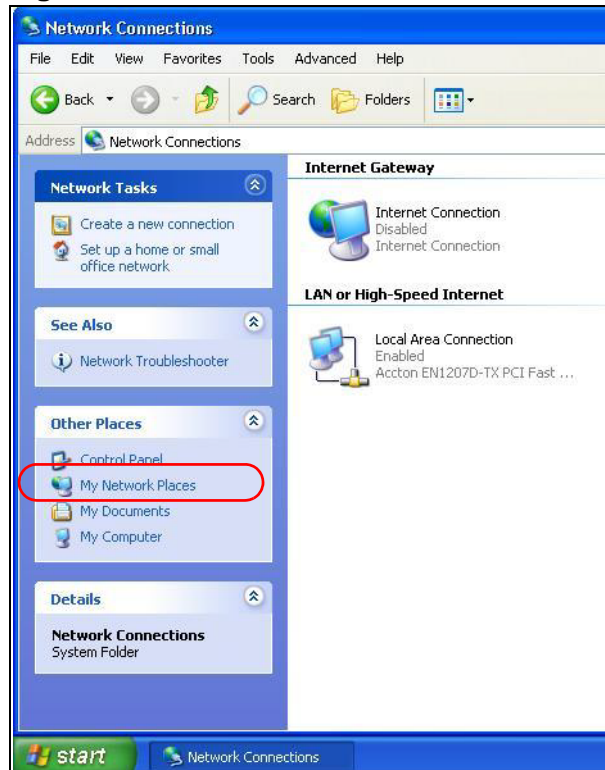 Network Connections
File Edit View Favorites Tools Advanced Help
Back Search Folders
Address Network Connections
Network Tasks
Create a new connection
Set up a home or small
office network
See Also
Network Troubleshooter
Other Places
Control Panel
My Network Places
My Documents
My Computer
Details
Network Connections
System Folder
Internet Gateway
Internet Connection
Disabled
Internet Connection
LAN or High-Speed Internet
Local Area Connection
Enabled
Accton EN1207D-TX PCI Fast ...
start Network Connections